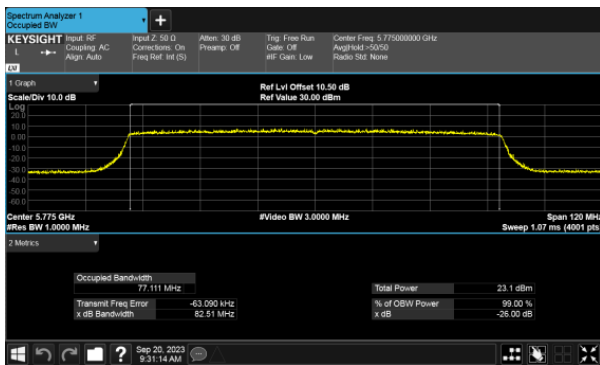 Spectrum Analyzer 1
Occupied BW
+
KEYSIGHT Input: RF Input Z: 50 Ω Atten: 30 dB Trig: Free Run Center Freq: 5.775000000 GHz
L Coupling: AC Corrections: On Preamp: Off Gate: Off Avg|Hold:>50/50
Align: Auto Freq Ref: Int (S) #IF Gain: Low Radio Std: None
LXI
1 Graph
Ref Lvl Offset 10.50 dB
Scale/Div 10.0 dB Ref Value 30.00 dBm
Log
20.0
10.0
0.00
-10.0
-20.0
-30.0
-40.0
-50.0
-60.0
Center 5.775 GHz #Video BW 3.0000 MHz Span 120 MHz
#Res BW 1.0000 MHz Sweep 1.07 ms (4001 pts
2 Metrics
Occupied Bandwidth
77.111 MHz Total Power 23.1 dBm
Transmit Freq Error -63.090 kHz % of OBW Power 99.00 %
x dB Bandwidth 82.51 MHz x dB -26.00 dB
? Sep 20, 2023
9:31:14 AM